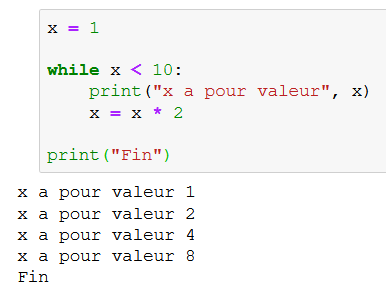 x = 1
while x < 10:
    print("x a pour valeur", x)
    x = x * 2
print("Fin")
x a pour valeur 1
x a pour valeur 2
x a pour valeur 4
x a pour valeur 8
Fin